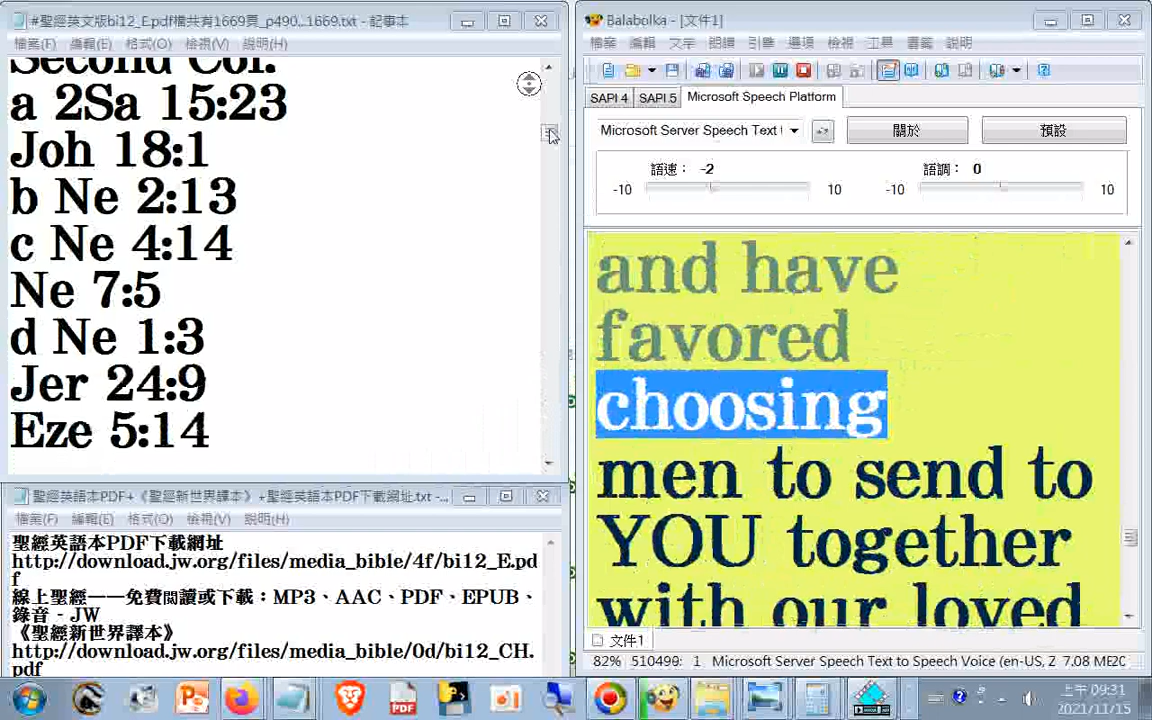 #聖經英文版bi12_E.pdf檔共有1669頁_p490,..1669.txt - 記事本
檔案(F) 編輯(E) 格式(O) 檢視(V) 說明(H)
Second Col.
a 2Sa 15:23
Joh 18:1
b Ne 2:13
c Ne 4:14
Ne 7:5
d Ne 1:3
Jer 24:9
Eze 5:14
聖經英語本PDF+《聖經新世界譯本》+聖經英語本PDF下載網址.txt - ...
檔案(F) 編輯(E) 格式(O) 檢視(V) 說明(H)
聖經英語本PDF下載網址
http://download.jw.org/files/media_bible/4f/bi12_E.pd
f
線上聖經——免費閱讀或下載：MP3、AAC、PDF、EPUB、
錄音 - JW
《聖經新世界譯本》
http://download.jw.org/files/media_bible/0d/bi12_CH.
pdf
Balabolka - [文件1]
檔案 編輯 文字 朗讀 引擎 選項 檢視 工具 書籤 說明
SAPI 4 SAPI 5 Microsoft Speech Platform
Microsoft Server Speech Text 關於 預設
語速： -2 語調： 0
-10 10 -10 10
and have
favored
choosing
men to send to
YOU together
with our loved
文件1
82% 510499: 1 Microsoft Server Speech Text to Speech Voice (en-US, Z 7.08 ME20
上午 09:31
2021/11/15